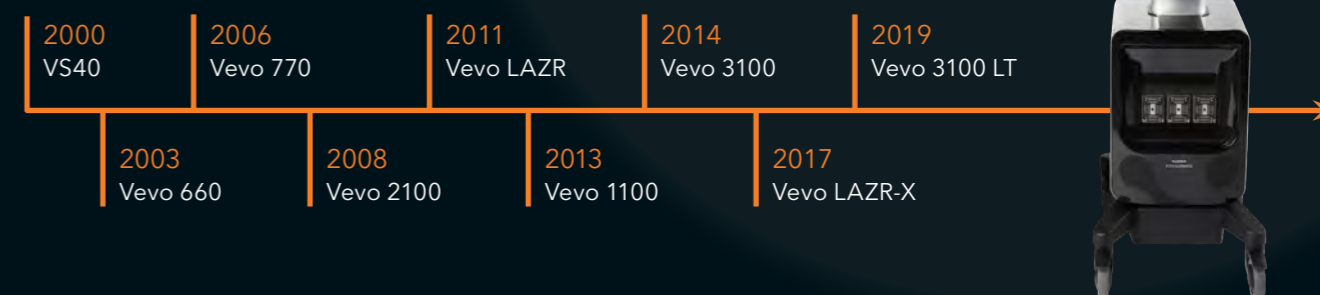 2000
VS40
2003
Vevo 660
2006
Vevo 770
2008
Vevo 2100
2011
Vevo LAZR
2013
Vevo 1100
2014
Vevo 3100
2017
Vevo LAZR-X
2019
Vevo 3100 LT